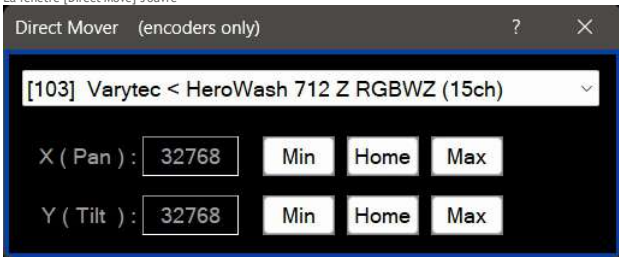 La fenêtre [Direct Move] s'ouvre
Direct Mover (encoders only) ? ×
[103] Varytec < HeroWash 712 Z RGBWZ (15ch)
X ( Pan ) : 32768 Min Home Max
Y ( Tilt ) : 32768 Min Home Max